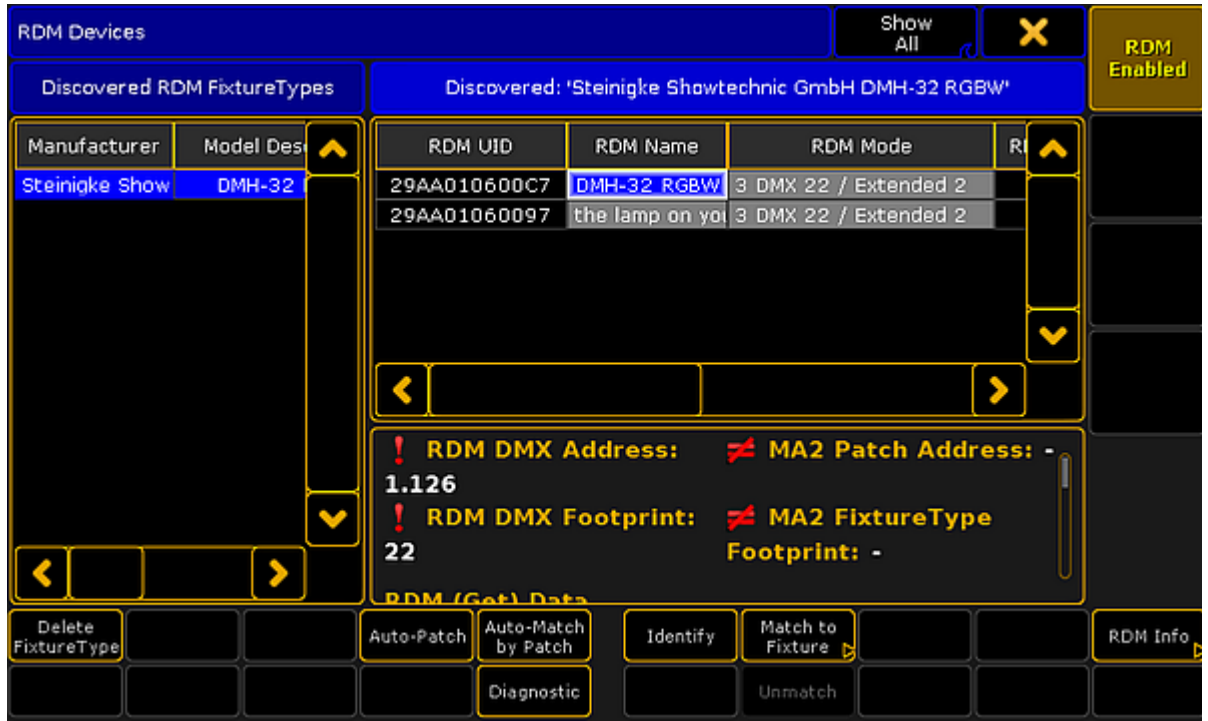 RDM Devices
Show
All
RDM
Enabled
Discovered RDM FixtureTypes
Discovered: 'Steinigke Showtechnic GmbH DMH-32 RGBW'
Manufacturer Model Des
RDM UID RDM Name RDM Mode
Steinigke Show DMH-32
29AA010600C7 DMH-32 RGBW 3 DMX 22 / Extended 2
29AA01060097 the lamp on you 3 DMX 22 / Extended 2
! RDM DMX Address: ≠ MA2 Patch Address: -
1.126
! RDM DMX Footprint: ≠ MA2 FixtureType
22 Footprint: -
RDM (Get) Data
Delete
FixtureType
Auto-Patch
Auto-Match
by Patch
Identify
Match to
Fixture
RDM Info
Diagnostic
Unmatch